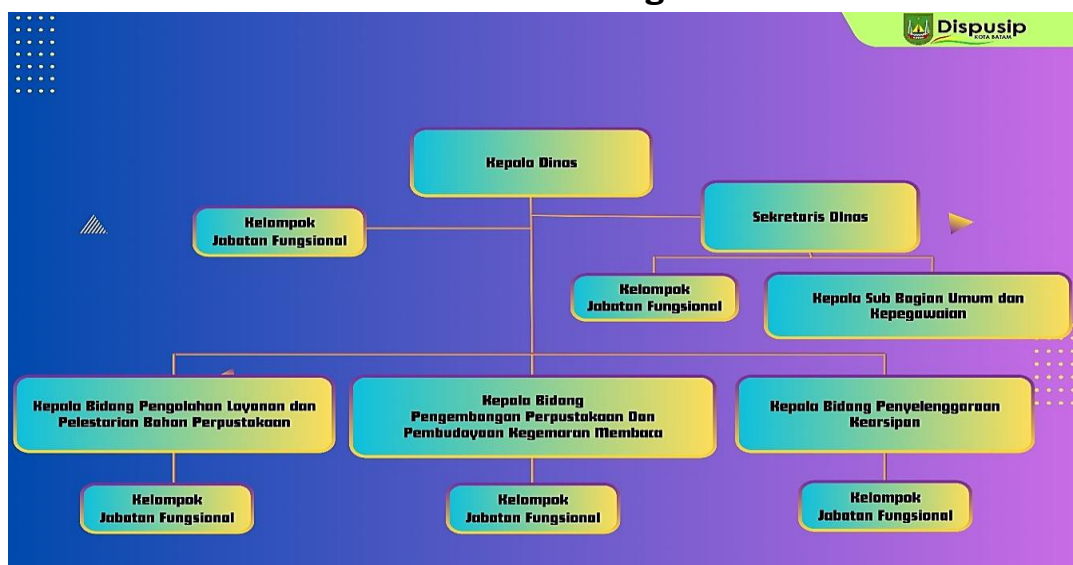 Dispusip
KOTA BATAM
Kepala Dinas
Sekretaris DInas
Kelompok
Jabatan Fungsional
Kelompok
Jabatan Fungsional
Kepala Sub Bagian Umum dan
Kepegawaian
Kepala Bidang Pengolahan Layanan dan
Pelestarian Bahan Perpustakaan
Kepala Bidang
Pengembangan Perpustakaan Dan
Pembudayaan Kegemaran Membaca
Kepala Bidang Penyelenggaraan
Kearsipan
Kelompok
Jabatan Fungsional
Kelompok
Jabatan Fungsional
Kelompok
Jabatan Fungsional